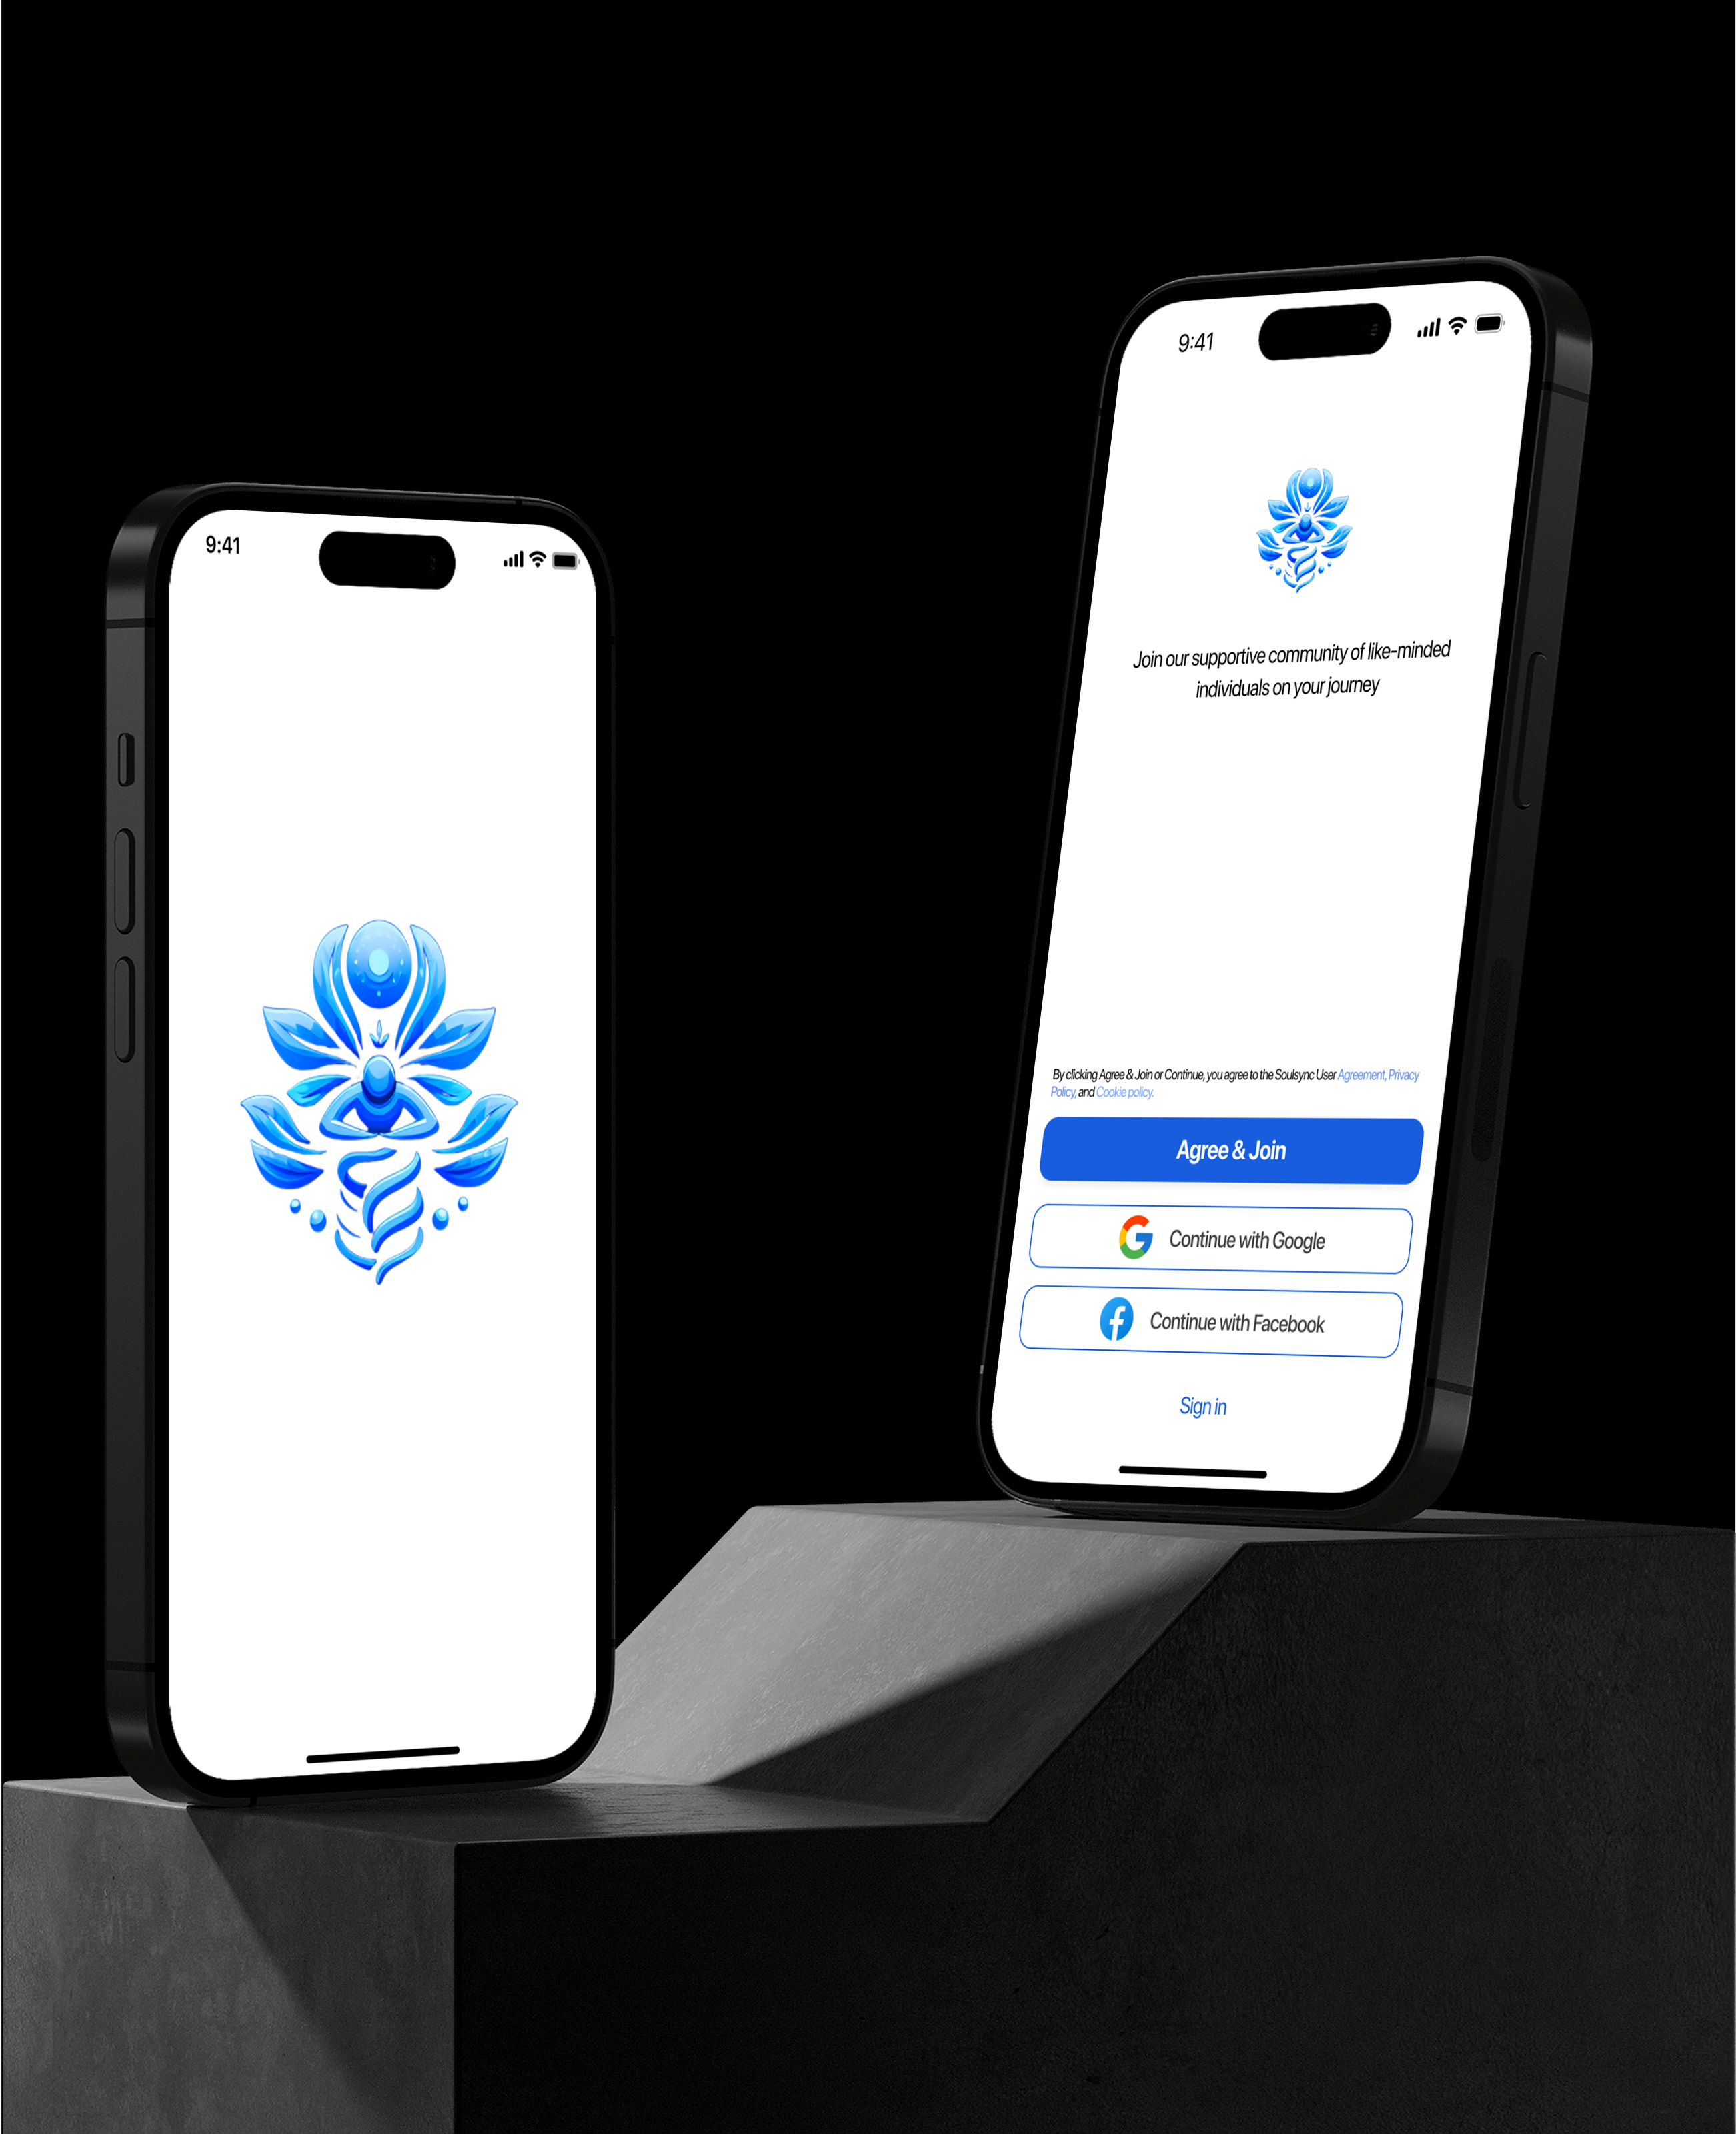 9:41
9:41
Join our supportive community of like-minded
individuals on your journey
By clicking Agree & Join or Continue, you agree to the Soulsync User Agreement, Privacy
Policy, and Cookie policy.
Agree & Join
Continue with Google
Continue with Facebook
Sign in